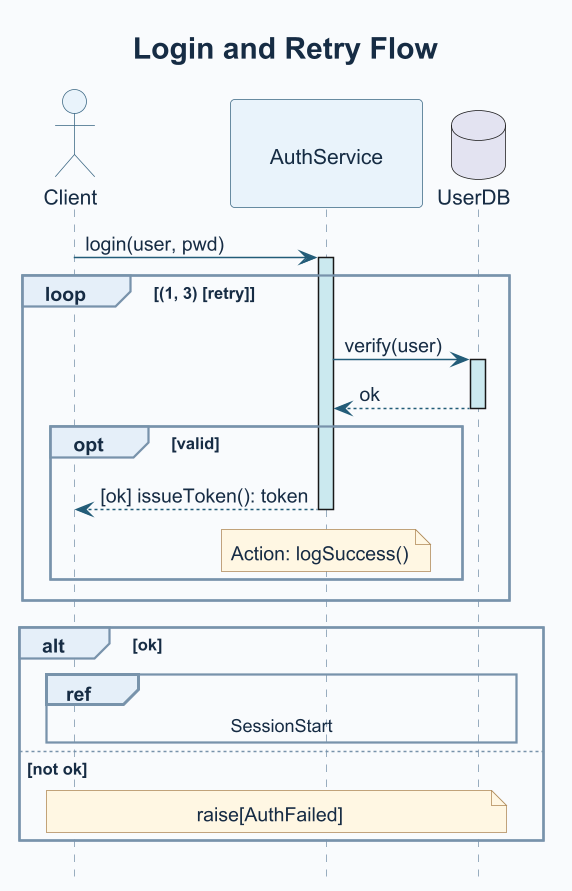 Login and Retry Flow
Client
AuthService
UserDB
login(user, pwd)
loop [(1, 3) [retry]]
verify(user)
ok
opt [valid]
[ok] issueToken(): token
Action: logSuccess()
alt [ok]
ref
SessionStart
[not ok]
raise[AuthFailed]